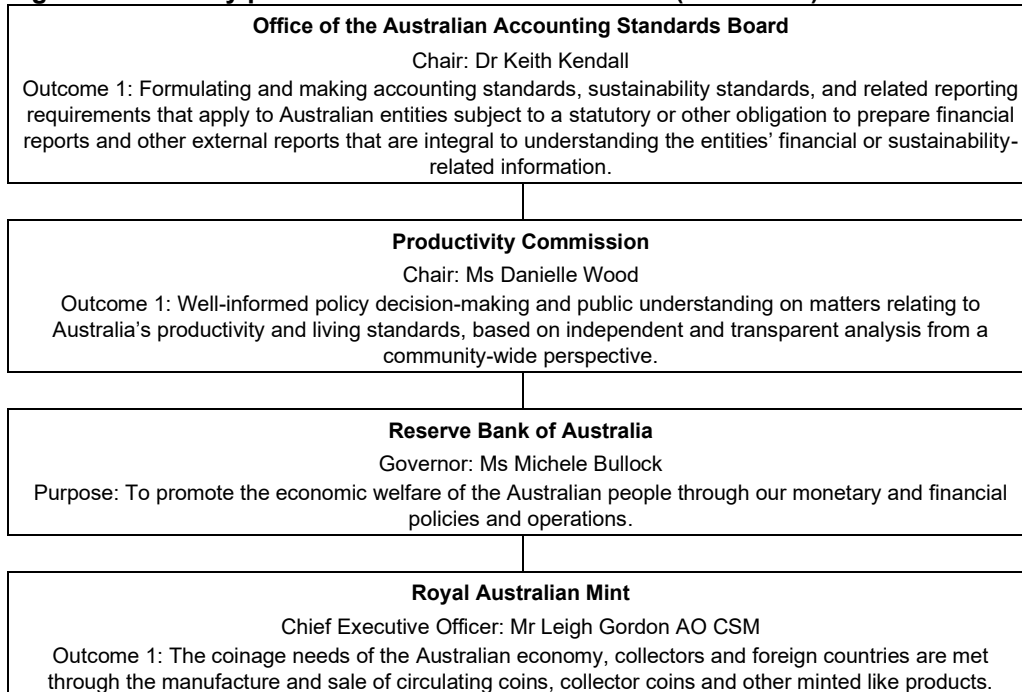 Office of the Australian Accounting Standards Board
Chair: Dr Keith Kendall
Outcome 1: Formulating and making accounting standards, sustainability standards, and related reporting
requirements that apply to Australian entities subject to a statutory or other obligation to prepare financial
reports and other external reports that are integral to understanding the entities' financial or sustainability-
related information.
Productivity Commission
Chair: Ms Danielle Wood
Outcome 1: Well-informed policy decision-making and public understanding on matters relating to
Australia's productivity and living standards, based on independent and transparent analysis from a
community-wide perspective.
Reserve Bank of Australia
Governor: Ms Michele Bullock
Purpose: To promote the economic welfare of the Australian people through our monetary and financial
policies and operations.
Royal Australian Mint
Chief Executive Officer: Mr Leigh Gordon AO CSM
Outcome 1: The coinage needs of the Australian economy, collectors and foreign countries are met
through the manufacture and sale of circulating coins, collector coins and other minted like products.